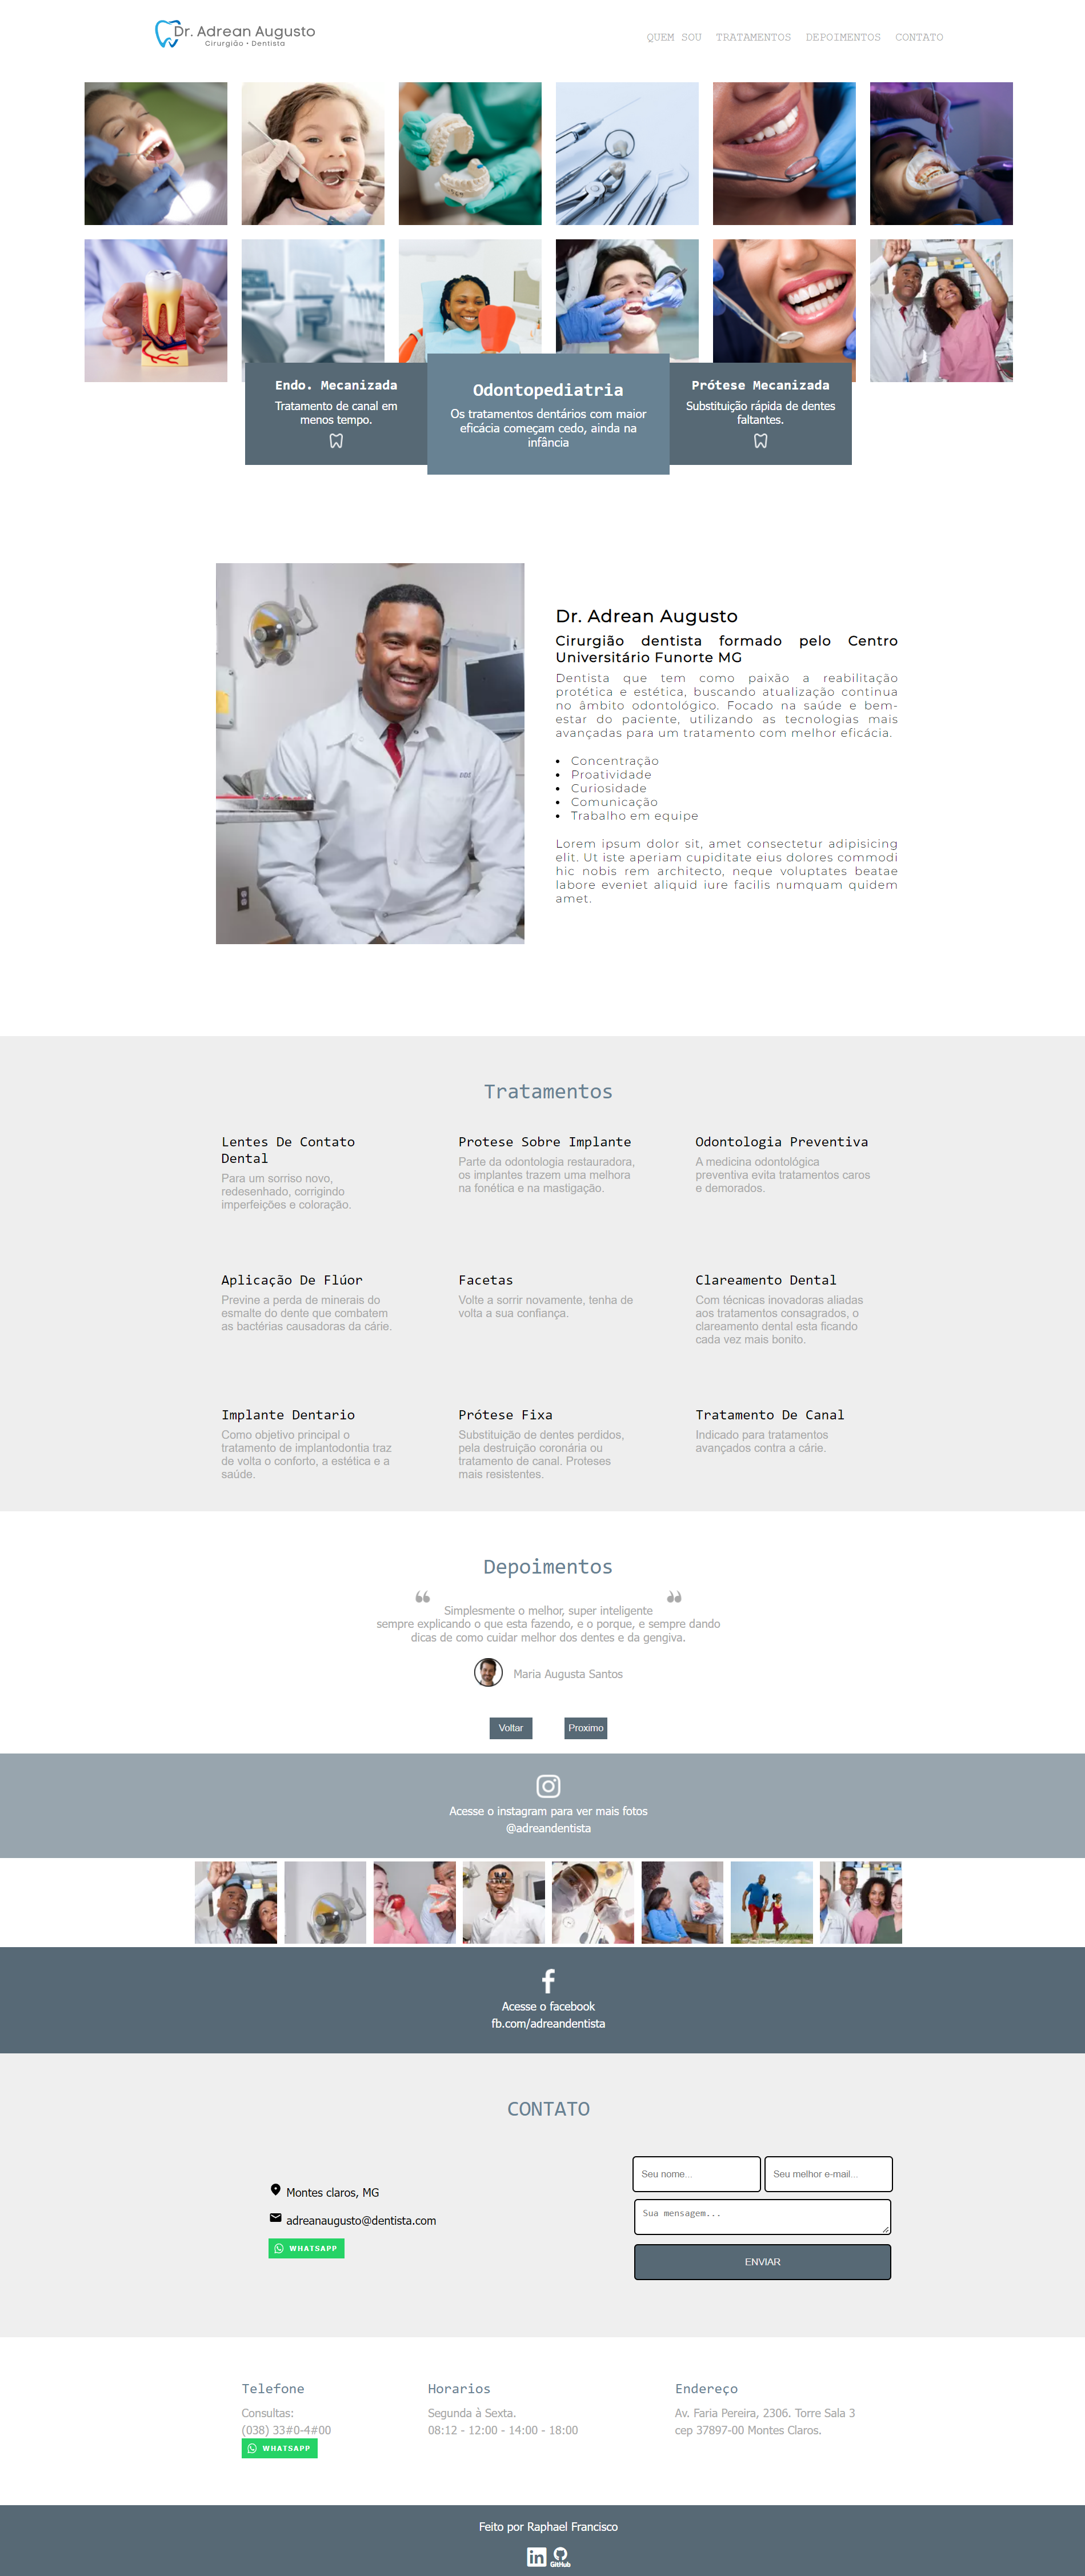 Dr. Adrean Augusto
Cirurgião • Dentista
QUEM SOU TRATAMENTOS DEPOIMENTOS CONTATO
Endo. Mecanizada
Tratamento de canal em
menos tempo.
Odontopediatria
Os tratamentos dentários com maior
eficácia começam cedo, ainda na
infância
Prótese Mecanizada
Substituição rápida de dentes
faltantes.
Dr. Adrean Augusto
Cirurgião dentista formado pelo Centro
Universitário Funorte MG
Dentista que tem como paixão a reabilitação
protética e estética, buscando atualização continua
no âmbito odontológico. Focado na saúde e bem-
estar do paciente, utilizando as tecnologias mais
avançadas para um tratamento com melhor eficácia.
• Concentração
• Proatividade
• Curiosidade
• Comunicação
• Trabalho em equipe
Lorem ipsum dolor sit, amet consectetur adipisicing
elit. Ut iste aperiam cupiditate eius dolores commodi
hic nobis rem architecto, neque voluptates beatae
labore eveniet aliquid iure facilis numquam quidem
amet.
Tratamentos
Lentes De Contato
Dental
Para um sorriso novo,
redesenhado, corrigindo
imperfeições e coloração.
Protese Sobre Implante
Parte da odontologia restauradora,
os implantes trazem uma melhora
na fonética e na mastigação.
Odontologia Preventiva
A medicina odontológica
preventiva evita tratamentos caros
e demorados.
Aplicação De Flúor
Previne a perda de minerais do
esmalte do dente que combatem
as bactérias causadoras da cárie.
Facetas
Volte a sorrir novamente, tenha de
volta a sua confiança.
Clareamento Dental
Com técnicas inovadoras aliadas
aos tratamentos consagrados, o
clareamento dental esta ficando
cada vez mais bonito.
Implante Dentario
Como objetivo principal o
tratamento de implantodontia traz
de volta o conforto, a estética e a
saúde.
Prótese Fixa
Substituição de dentes perdidos,
pela destruição coronária ou
tratamento de canal. Proteses
mais resistentes.
Tratamento De Canal
Indicado para tratamentos
avançados contra a cárie.
Depoimentos
“ Simplesmente o melhor, super inteligente ”
sempre explicando o que esta fazendo, e o porque, e sempre dando
dicas de como cuidar melhor dos dentes e da gengiva.
Maria Augusta Santos
Voltar Proximo
Acesse o instagram para ver mais fotos
@adreandentista
Acesse o facebook
fb.com/adreandentista
CONTATO
Montes claros, MG
adreanaugusto@dentista.com
WHATSAPP
Seu nome... Seu melhor e-mail...
Sua mensagem...
ENVIAR
Telefone
Consultas:
(038) 33#0-4#00
WHATSAPP
Horarios
Segunda à Sexta.
08:12 - 12:00 - 14:00 - 18:00
Endereço
Av. Faria Pereira, 2306. Torre Sala 3
cep 37897-00 Montes Claros.
Feito por Raphael Francisco
in GitHub